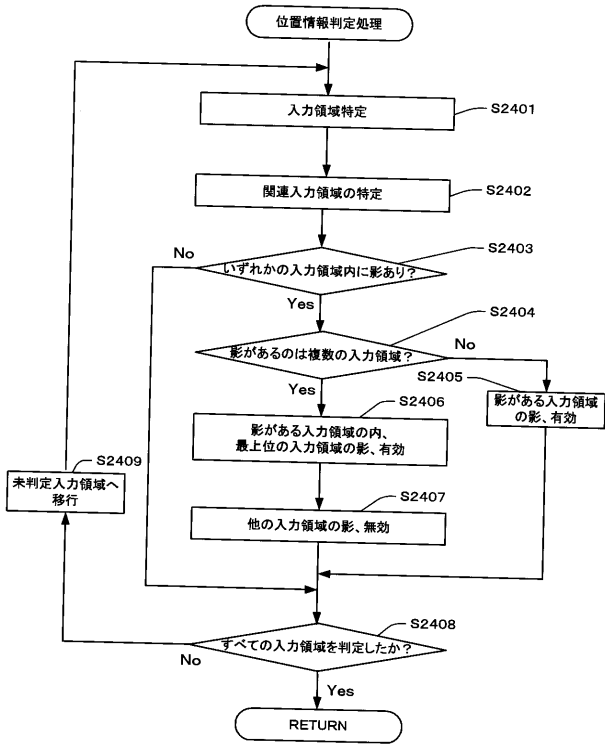 位置情報判定処理
入力領域特定
S2401
関連入力領域の特定
S2402
いずれかの入力領域内に影あり?
S2403
No
Yes
影があるのは複数の入力領域?
S2404
No
Yes
S2405
影がある入力領域
の影、有効
S2406
影がある入力領域の内、
最上位の入力領域の影、有効
S2407
他の入力領域の影、無効
S2409
未判定入力領域へ
移行
すべての入力領域を判定したか?
S2408
No
Yes
RETURN